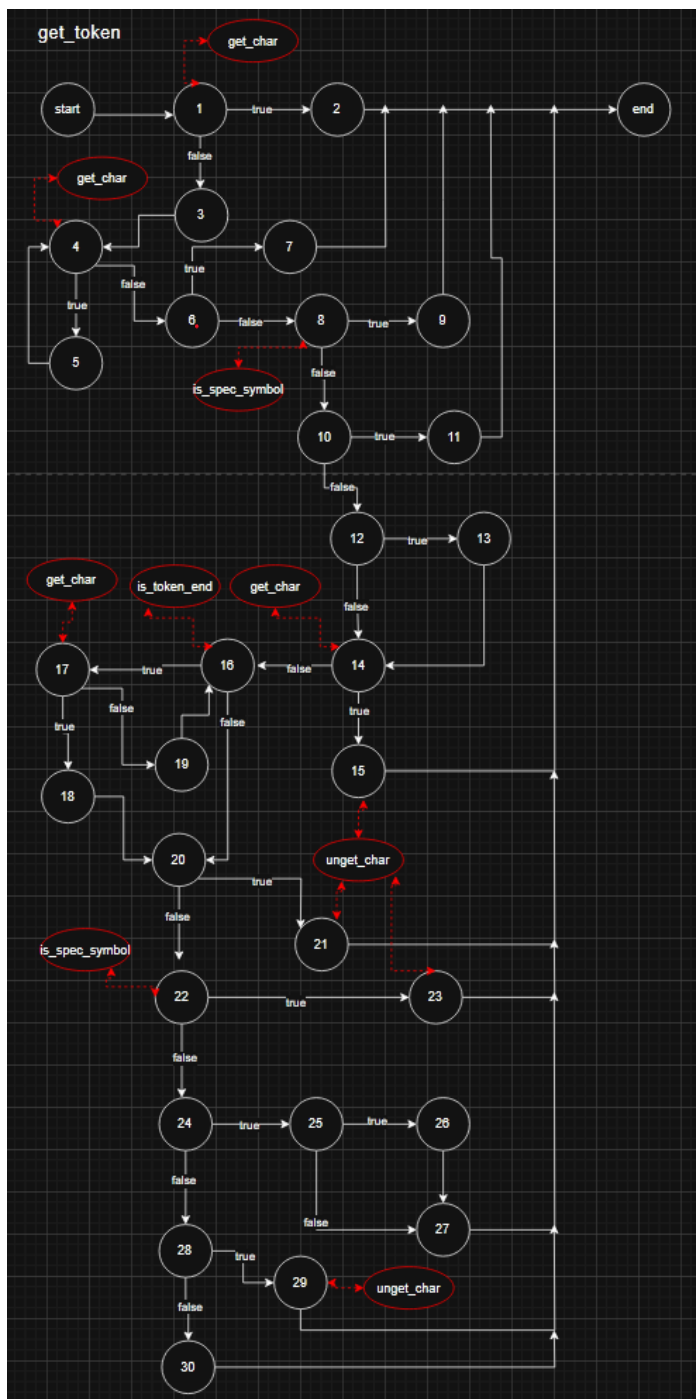 get_token
get_char
start
1
true
2
end
false
get_char
3
4
7
true
false
true
6
false
8
true
9
5
is_spec_symbol
false
10
true
11
false
12
true
13
get_char
is_token_end
get_char
false
17
true
16
false
14
true
false
false
true
19
15
18
20
unget_char
true
false
21
is_spec_symbol
22
true
23
false
24
true
25
true
26
false
false
27
28
true
29
unget_char
false
30